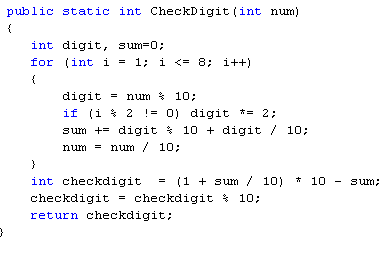 public static int CheckDigit(int num)
{
int digit, sum=0;
for (int i = 1; i <= 8; i++)
{
digit = num % 10;
if (i % 2 != 0) digit *= 2;
sum += digit % 10 + digit / 10;
num = num / 10;
}
int checkdigit  = (1 + sum / 10) * 10 - sum;
checkdigit = checkdigit % 10;
return checkdigit;
}